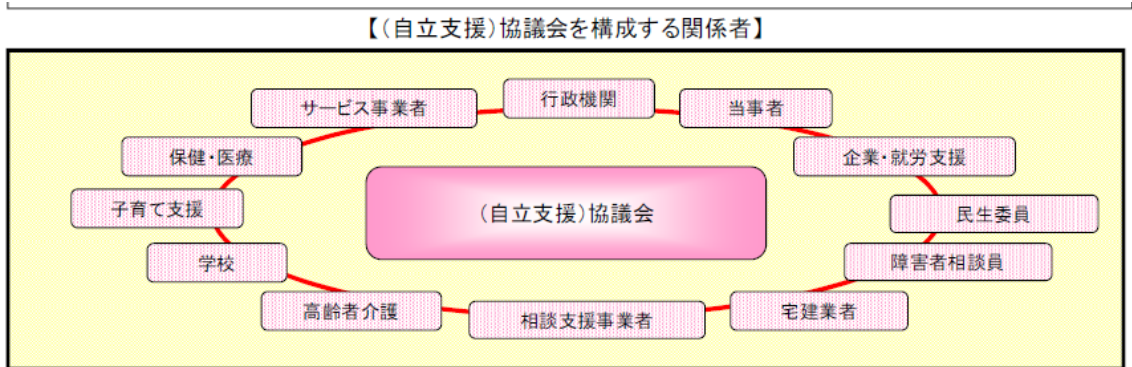 【(自立支援)協議会を構成する関係者】
行政機関
サービス事業者
当事者
保健・医療
企業・就労支援
子育て支援
(自立支援)協議会
民生委員
学校
障害者相談員
高齢者介護
相談支援事業者
宅建業者